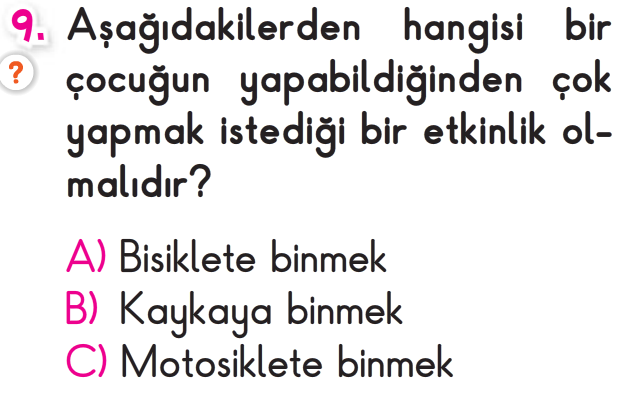 9. Aşağıdakilerden hangisi bir
? çocuğun yapabildiğinden çok
yapmak istediği bir etkinlik ol-
malıdır?
A) Bisiklete binmek
B) Kaykaya binmek
C) Motosiklete binmek